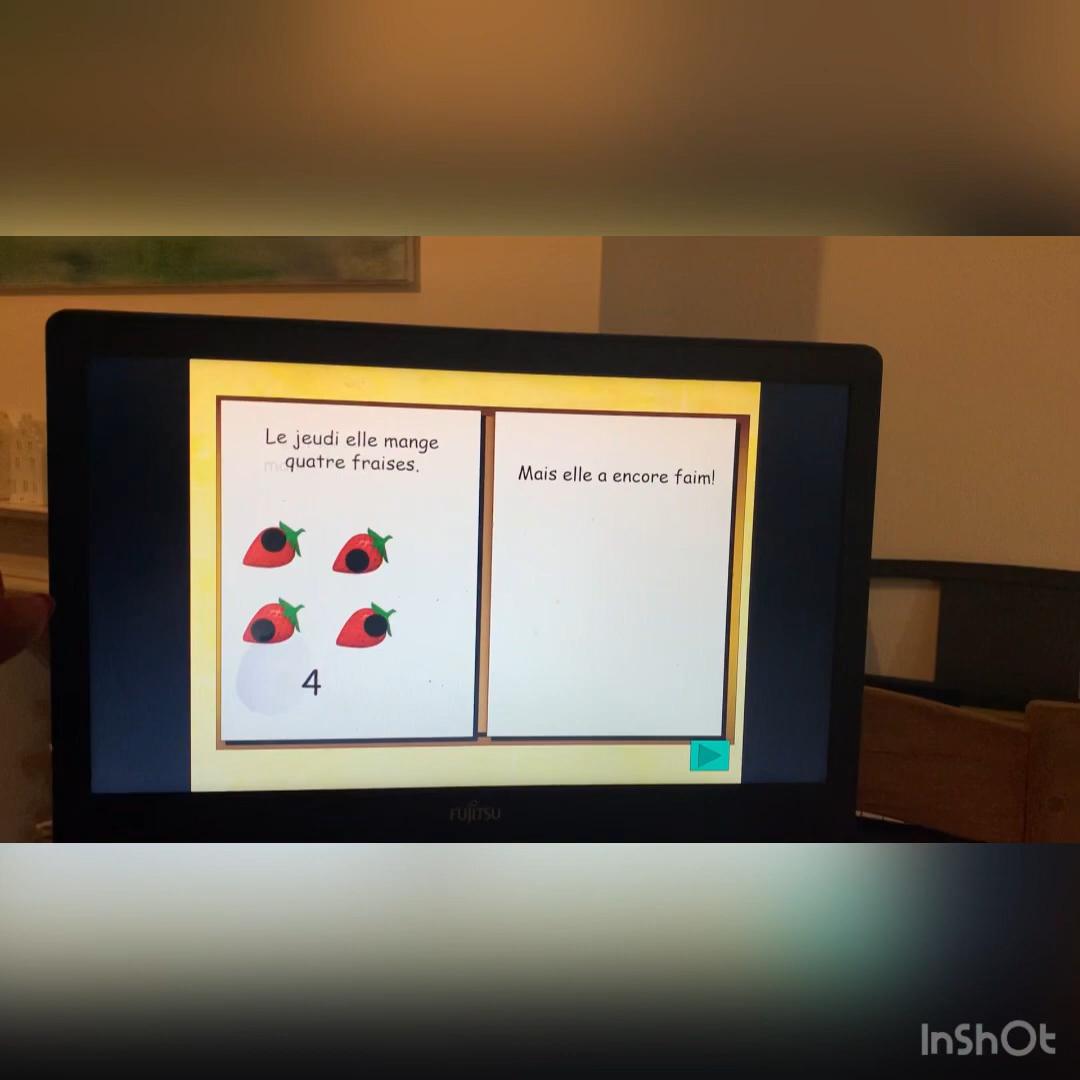 Le jeudi elle mange
quatre fraises.
4
Mais elle a encore faim!
FUJITSU
InShOt